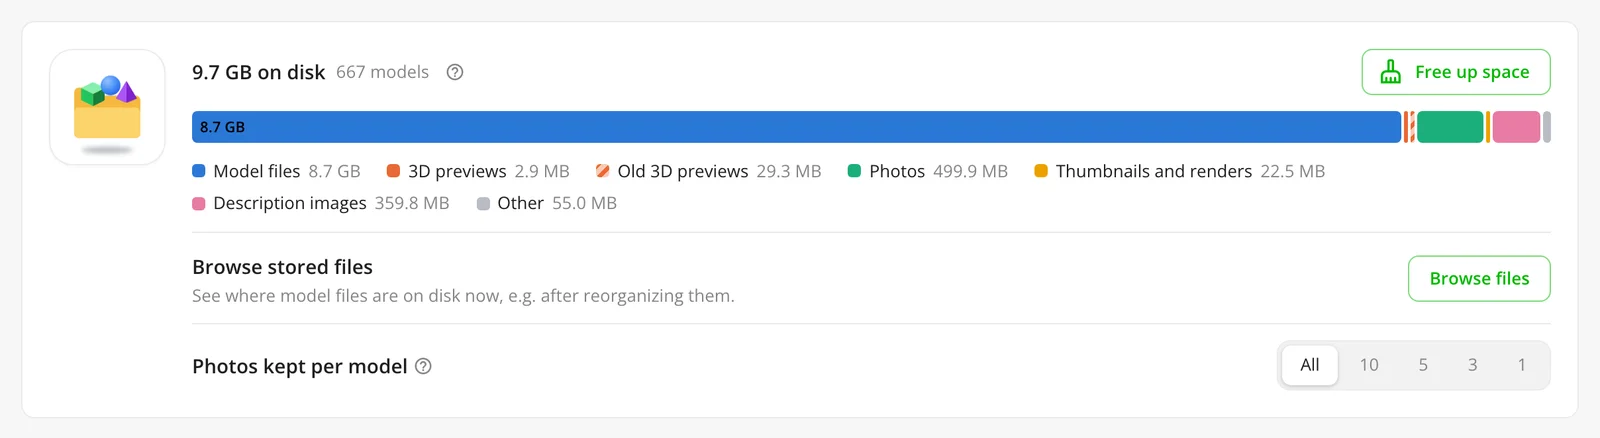 9.7 GB on disk 667 models ?
Free up space
8.7 GB
Model files 8.7 GB 3D previews 2.9 MB Old 3D previews 29.3 MB Photos 499.9 MB Thumbnails and renders 22.5 MB
Description images 359.8 MB Other 55.0 MB
Browse stored files
See where model files are on disk now, e.g. after reorganizing them.
Browse files
Photos kept per model ?
All 10 5 3 1